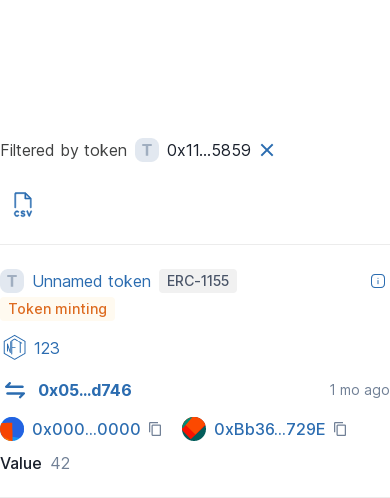 Filtered by token T 0x11...5859
CSV
T Unnamed token ERC-1155
Token minting
NFT 123
0x05...d746 1 mo ago
0x000...0000 0xBb36...729E
Value 42